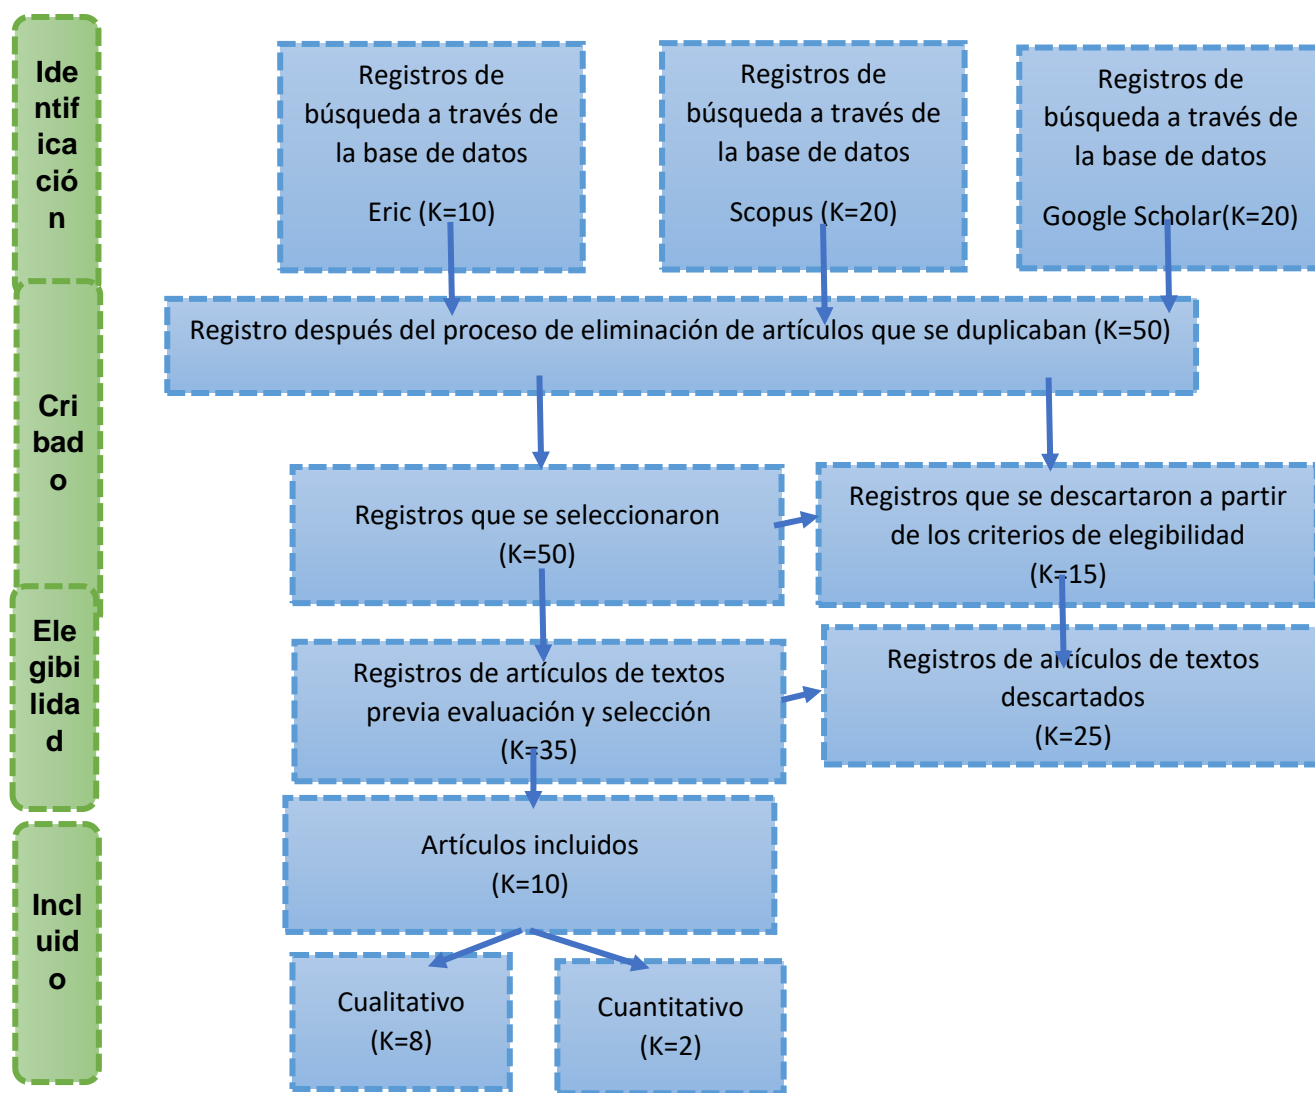 Ide
ntif
ica
ció
n
Registros de
búsqueda a través de
la base de datos
Eric (K=10)
Registros de
búsqueda a través de
la base de datos
Scopus (K=20)
Registros de
búsqueda a través de
la base de datos
Google Scholar(K=20)
Cri
bad
o
Registro después del proceso de eliminación de artículos que se duplicaban (K=50)
Registros que se seleccionaron
(K=50)
Registros que se descartaron a partir
de los criterios de elegibilidad
(K=15)
Ele
gibi
lida
d
Registros de artículos de textos
previa evaluación y selección
(K=35)
Registros de artículos de textos
descartados
(K=25)
Incl
uid
o
Artículos incluidos
(K=10)
Cualitativo
(K=8)
Cuantitativo
(K=2)